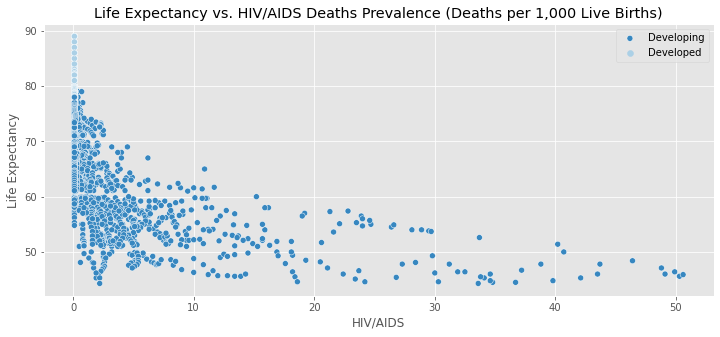 Life Expectancy vs. HIV/AIDS Deaths Prevalence (Deaths per 1,000 Live Births)
Developing
Developed
90
80
70
60
50
Life Expectancy
0
10
20
30
40
50
HIV/AIDS